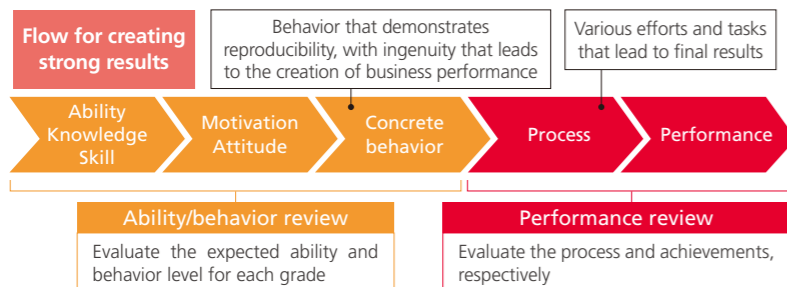 Flow for creating
strong results
Behavior that demonstrates
reproducibility, with ingenuity that leads
to the creation of business performance
Various efforts and tasks
that lead to final results
Ability
Knowledge
Skill
Motivation
Attitude
Concrete
behavior
Process
Performance
Ability/behavior review
Evaluate the expected ability and
behavior level for each grade
Performance review
Evaluate the process and achievements,
respectively